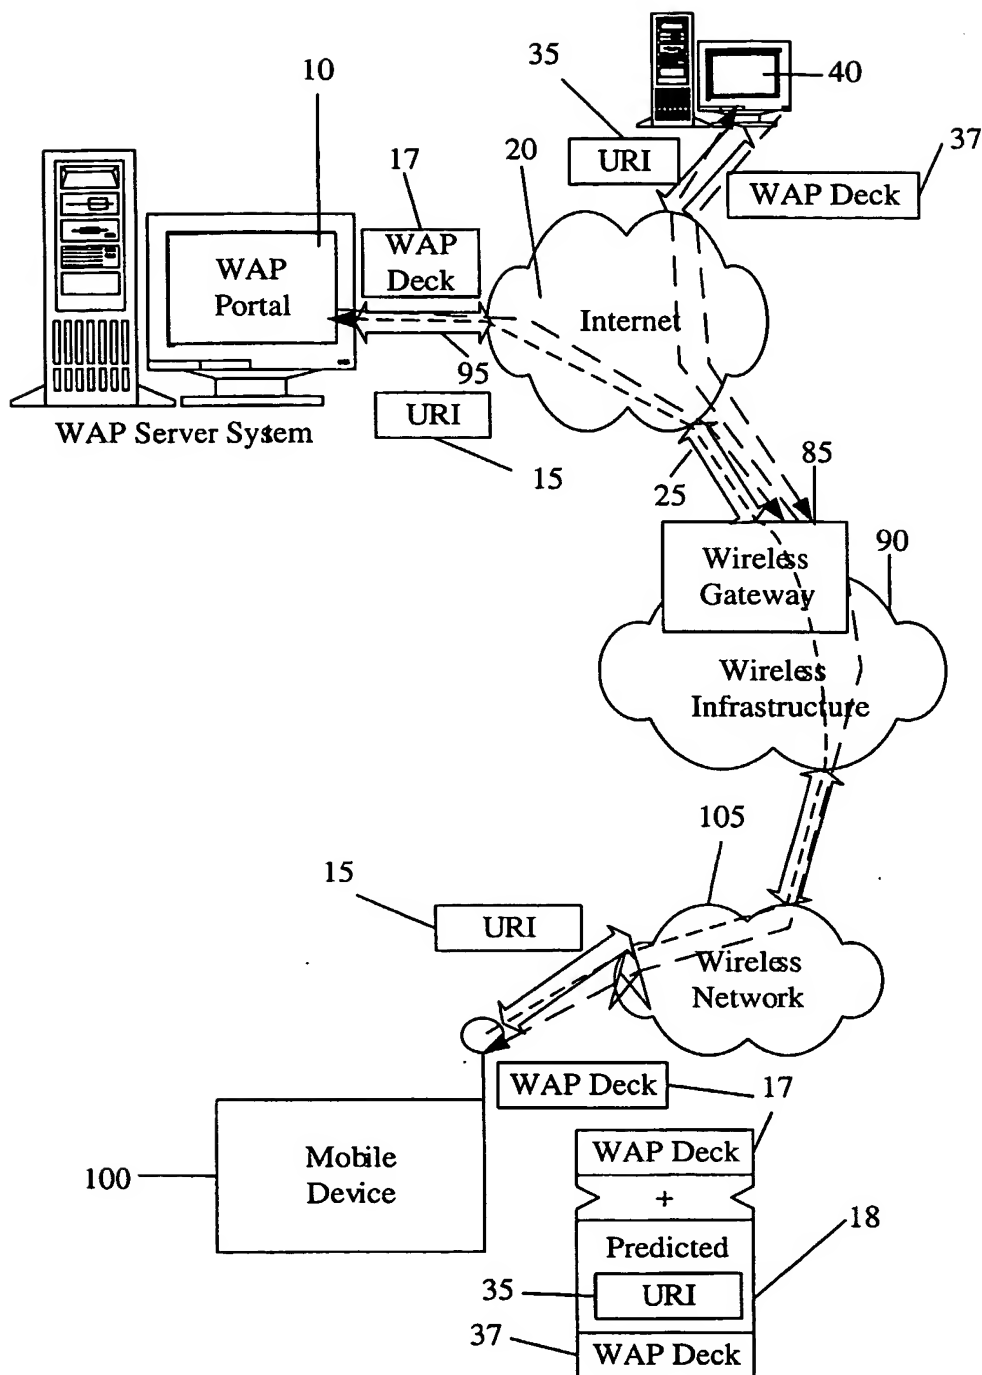 10
35
40
URI
37
17
20
WAP Deck
WAP
Deck
WAP
Portal
Internet
95
URI
WAP Server System
15
25
85
90
Wireless
Gateway
Wireless
Infrastructure
105
15
URI
Wireless
Network
WAP Deck
17
Mobile
Device
100
WAP Deck
+
18
Predicted
35
URI
37
WAP Deck